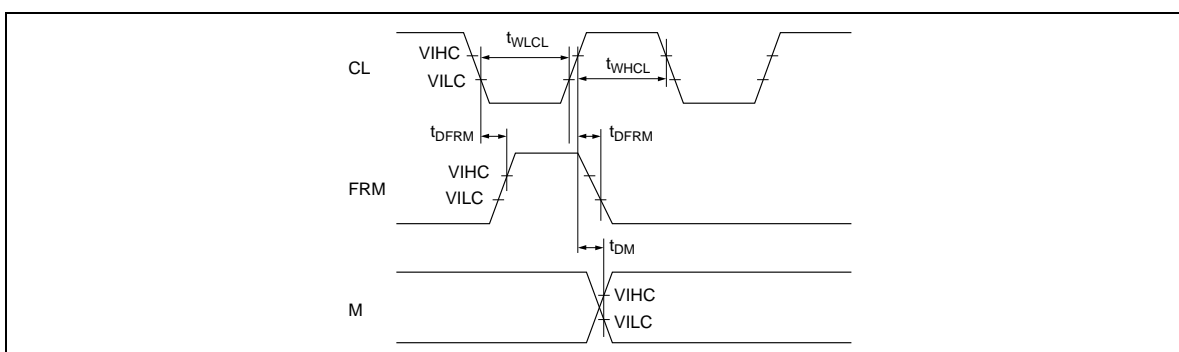 tWLCL
VIHC
CL
tWHCL
VILC
tDFRM
tDFRM
VIHC
FRM
VILC
tDM
VIHC
M
VILC